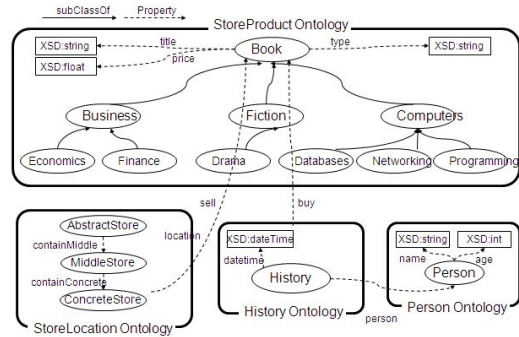 subClassOf
Property
StoreProduct Ontology
XSD:string
title
Book
type
XSD:string
XSD:float
price
Business
Fiction
Computers
Economics
Finance
Drama
Databases
Networking
Programming
sell
buy
AbstractStore
location
containMiddle
MiddleStore
containConcrete
ConcreteStore
StoreLocation Ontology
XSD:dateTime
datetime
History
History Ontology
person
XSD:string
XSD:int
name
age
Person
Person Ontology